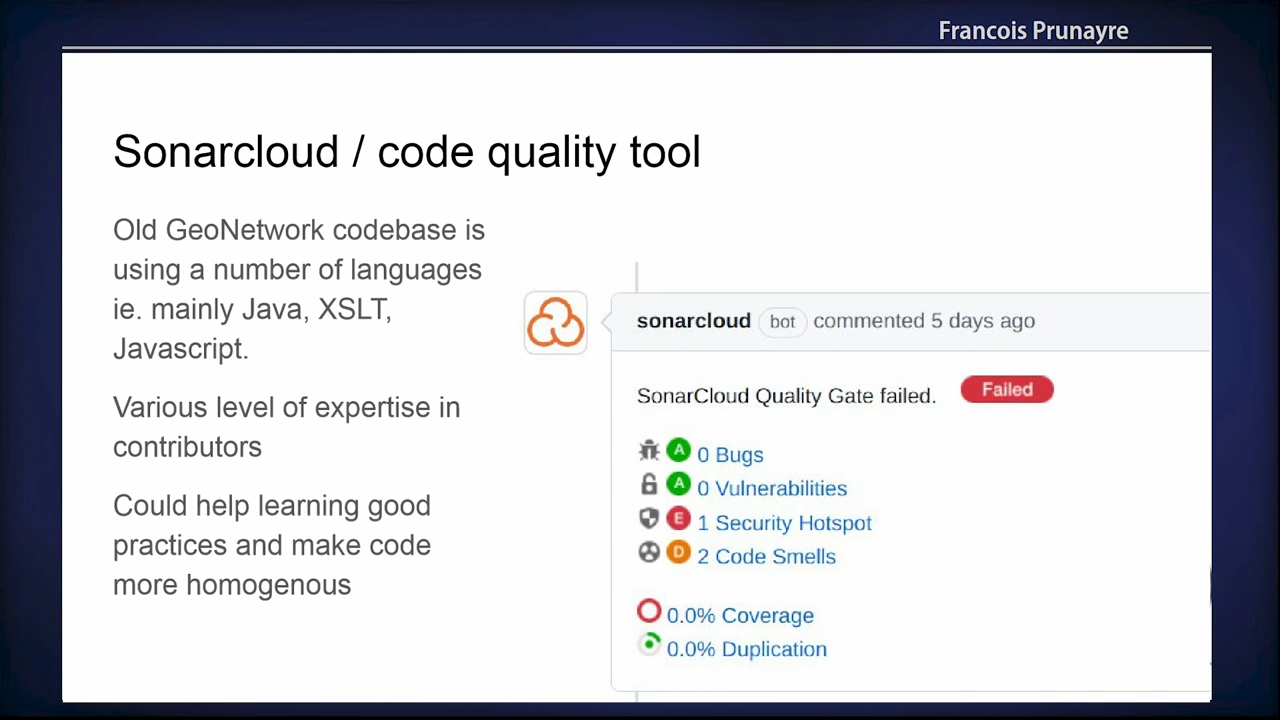 Francois Prunayre
Sonarcloud / code quality tool
Old GeoNetwork codebase is
using a number of languages
ie. mainly Java, XSLT,
Javascript.
Various level of expertise in
contributors
Could help learning good
practices and make code
more homogenous
sonarcloud bot commented 5 days ago
SonarCloud Quality Gate failed. Failed
A 0 Bugs
A 0 Vulnerabilities
E 1 Security Hotspot
D 2 Code Smells
0.0% Coverage
0.0% Duplication